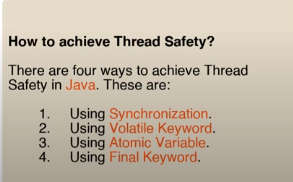 How to achieve Thread Safety?
There are four ways to achieve Thread
Safety in Java. These are:
1. Using Synchronization.
2. Using Volatile Keyword.
3. Using Atomic Variable.
4. Using Final Keyword.